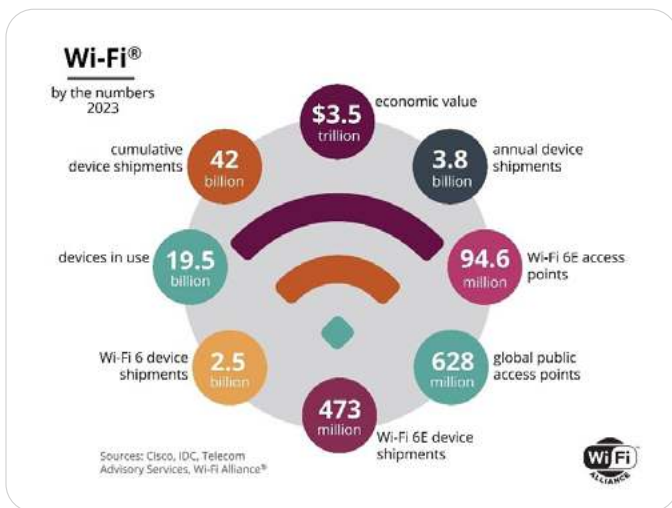 Wi-Fi®
by the numbers
2023
$3.5
trillion
economic value
3.8
billion
annual device
shipments
94.6
million
Wi-Fi 6E access
points
628
million
global public
access points
473
million
Wi-Fi 6E device
shipments
2.5
billion
Wi-Fi 6 device
shipments
19.5
billion
devices in use
42
billion
cumulative
device shipments
Sources: Cisco, IDC, Telecom
Advisory Services, Wi-Fi Alliance®
Wi Fi
ALLIANCE